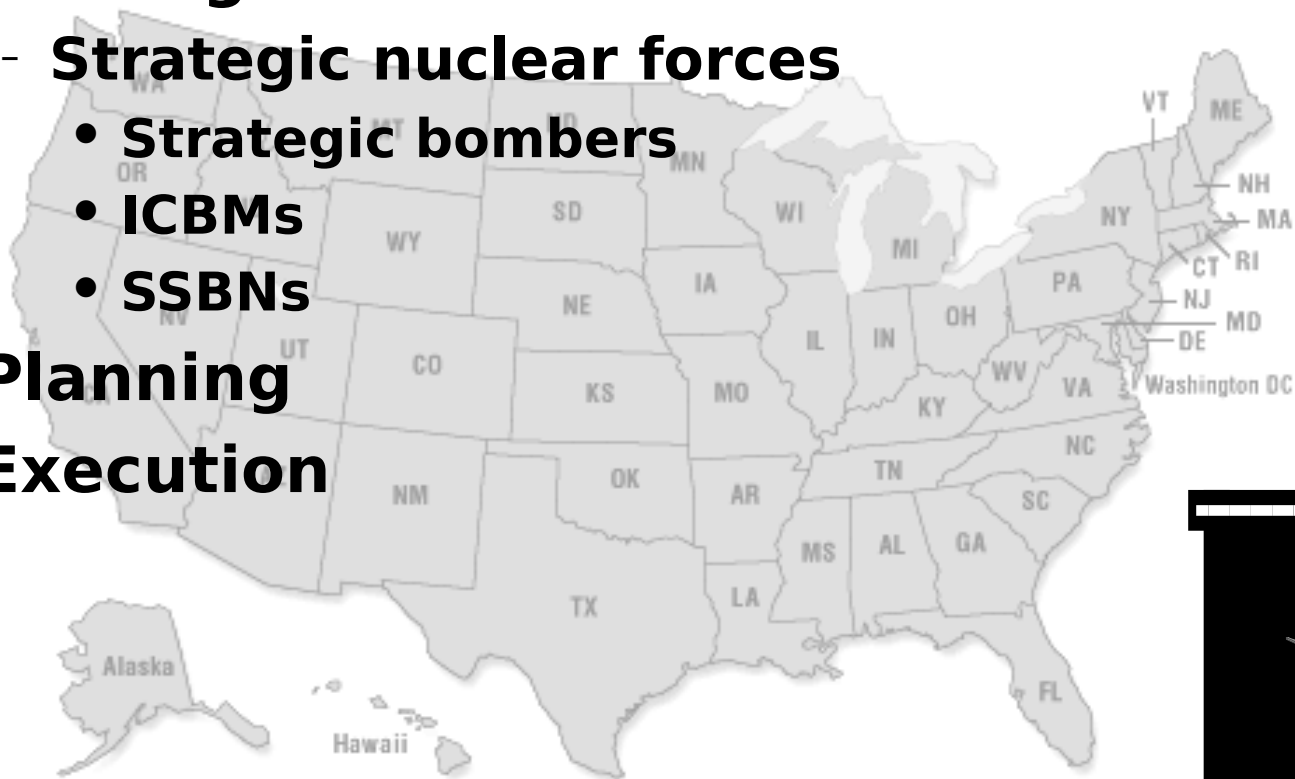 - Strategic nuclear forces
• Strategic bombers
• ICBMs
• SSBNs
Planning
Execution
WA
MT
ND
MN
VT
ME
OR
SD
WI
NY
NH
MA
WY
MI
CT
RI
IA
PA
NJ
NE
OH
MD
NV
IL
IN
DE
UT
CO
WV
VA
Washington DC
KS
MO
KY
CA
NC
TN
NM
OK
AR
SC
MS
AL
GA
TX
LA
Alaska
FL
Hawaii